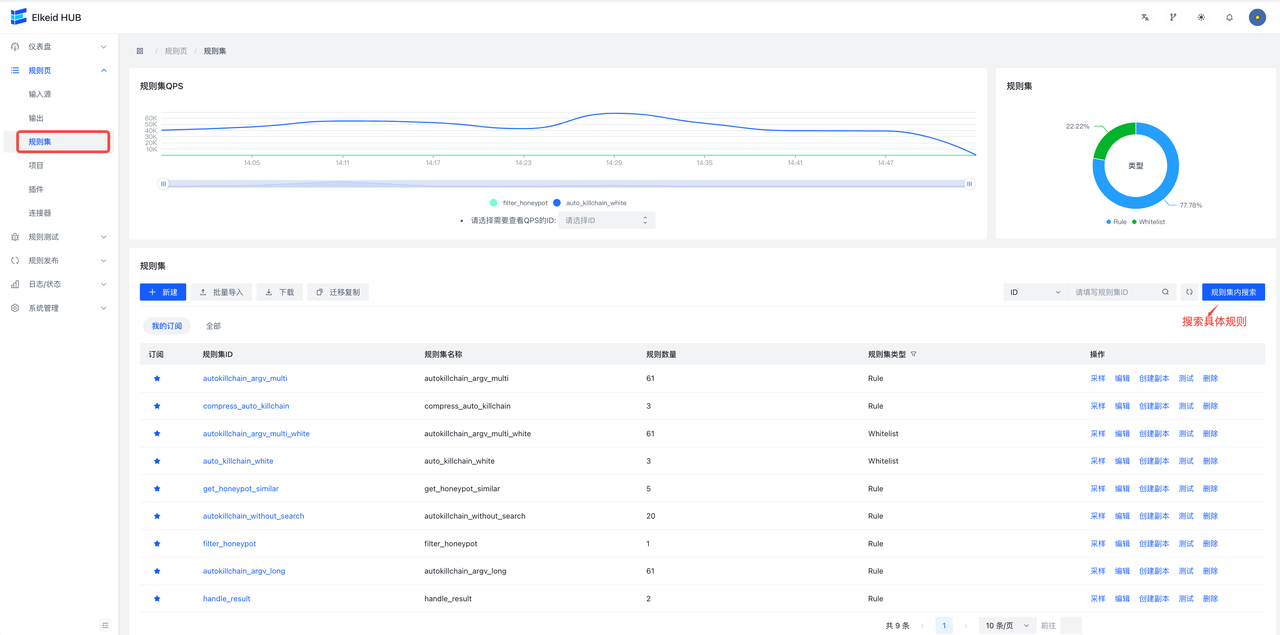 Elkeid HUB
仪表盘
规则页
输入源
输出
规则集
项目
插件
连接器
规则测试
规则发布
日志/状态
系统管理
/ 规则页 / 规则集
规则集QPS
60K
50K
40K
30K
20K
10K
14:05 14:11 14:17 14:23 14:29 14:35 14:41 14:47
filter_honeypot auto_killchain_white
• 请选择需要查看QPS的ID: 请选择ID
规则集
22.22%
类型
77.78%
Rule Whitelist
规则集
+ 新建 批量导入 下载 迁移复制
ID 请填写规则集ID 规则集内搜索
搜索具体规则
我的订阅 全部
订阅 规则集ID 规则集名称 规则数量 规则集类型 操作
autokillchain_argv_multi autokillchain_argv_multi 61 Rule 采样 编辑 创建副本 测试 删除
compress_auto_killchain compress_auto_killchain 3 Rule 采样 编辑 创建副本 测试 删除
autokillchain_argv_multi_white autokillchain_argv_multi_white 61 Whitelist 采样 编辑 创建副本 测试 删除
auto_killchain_white auto_killchain_white 3 Whitelist 采样 编辑 创建副本 测试 删除
get_honeypot_similar get_honeypot_similar 5 Rule 采样 编辑 创建副本 测试 删除
autokillchain_without_search autokillchain_without_search 20 Rule 采样 编辑 创建副本 测试 删除
filter_honeypot filter_honeypot 1 Rule 采样 编辑 创建副本 测试 删除
autokillchain_argv_long autokillchain_argv_long 61 Rule 采样 编辑 创建副本 测试 删除
handle_result handle_result 2 Rule 采样 编辑 创建副本 测试 删除
共 9 条 1 10 条/页 前往